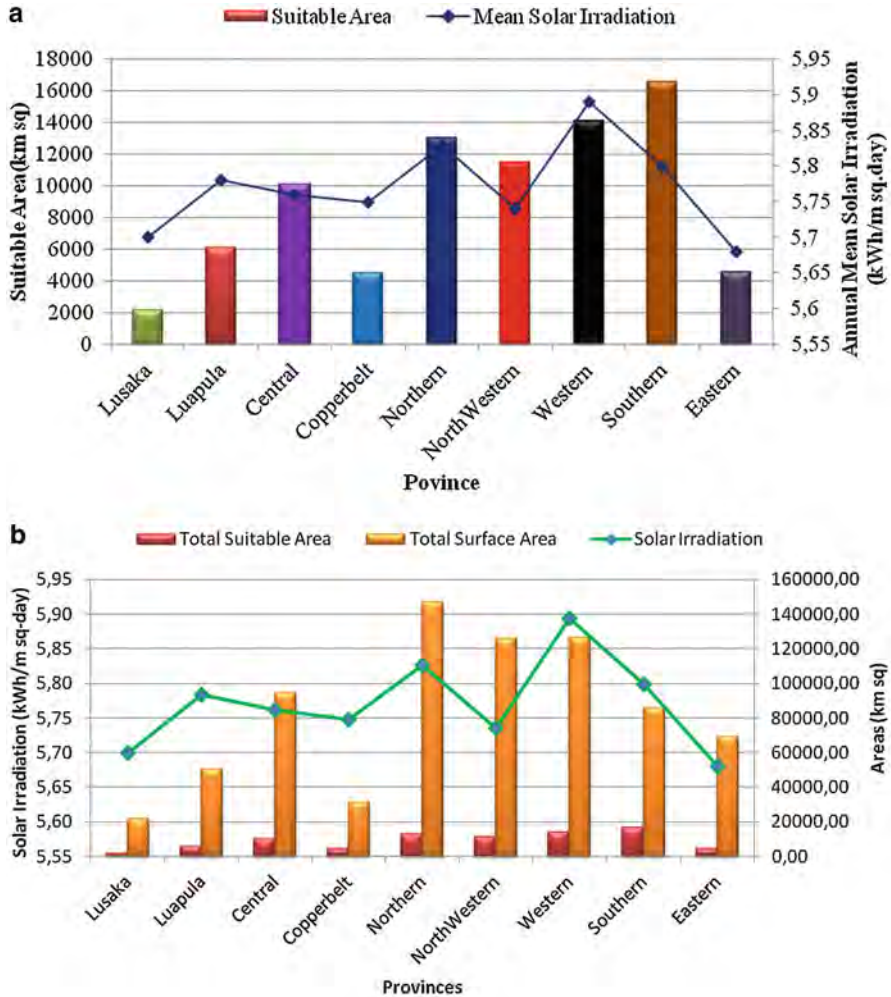 a
Suitable Area
Mean Solar Irradiation
Suitable Area(km sq)
18000
16000
14000
12000
10000
8000
6000
4000
2000
0
5,95
5,9
5,85
5,8
5,75
5,7
5,65
5,6
5,55
Annual Mean Solar Irradiation
(kWh/m sq,day)
Lusaka
Luapula
Central
Copperbelt
Northern
NorthWestern
Western
Southern
Eastern
Povince
b
Total Suitable Area
Total Surface Area
Solar Irradiation
Solar Irradiation (kWh/m sq-day)
5,95
5,90
5,85
5,80
5,75
5,70
5,65
5,60
5,55
160000,00
140000,00
120000,00
100000,00
80000,00
60000,00
40000,00
20000,00
0,00
Areas (km sq)
Lusaka
Luapula
Central
Copperbelt
Northern
NorthWestern
Western
Southern
Eastern
Provinces